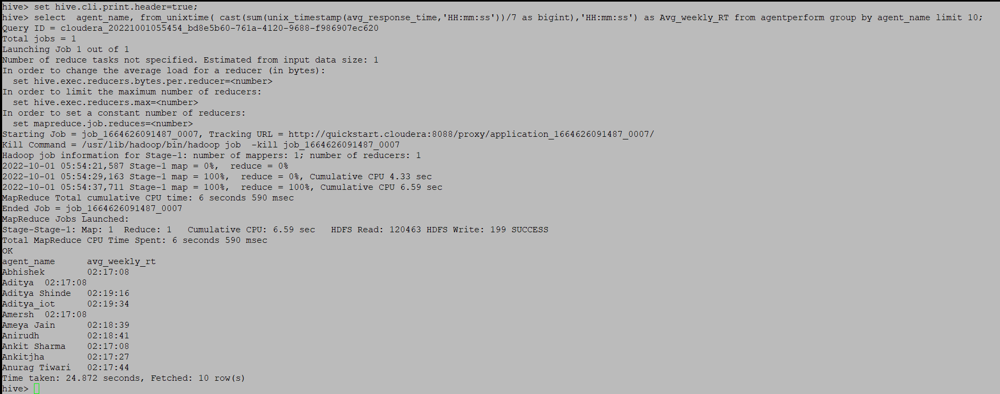 hive> set hive.cli.print.header=true;
hive> select  agent_name, from_unixtime( cast(sum(unix_timestamp(avg_response_time,'HH:mm:ss'))/7 as bigint),'HH:mm:ss') as Avg_weekly_RT from agentperform group by agent_name limit 10;
Query ID = cloudera_20221001055454_bd8e5b60-761a-4120-9688-f986907ec620
Total jobs = 1
Launching Job 1 out of 1
Number of reduce tasks not specified. Estimated from input data size: 1
In order to change the average load for a reducer (in bytes):
  set hive.exec.reducers.bytes.per.reducer=<number>
In order to limit the maximum number of reducers:
  set hive.exec.reducers.max=<number>
In order to set a constant number of reducers:
  set mapreduce.job.reduces=<number>
Starting Job = job_1664626091487_0007, Tracking URL = http://quickstart.cloudera:8088/proxy/application_1664626091487_0007/
Kill Command = /usr/lib/hadoop/bin/hadoop job  -kill job_1664626091487_0007
Hadoop job information for Stage-1: number of mappers: 1; number of reducers: 1
2022-10-01 05:54:21,587 Stage-1 map = 0%,  reduce = 0%
2022-10-01 05:54:29,163 Stage-1 map = 100%,  reduce = 0%, Cumulative CPU 4.33 sec
2022-10-01 05:54:37,711 Stage-1 map = 100%,  reduce = 100%, Cumulative CPU 6.59 sec
MapReduce Total cumulative CPU time: 6 seconds 590 msec
Ended Job = job_1664626091487_0007
MapReduce Jobs Launched:
Stage-Stage-1: Map: 1  Reduce: 1   Cumulative CPU: 6.59 sec   HDFS Read: 120463 HDFS Write: 199 SUCCESS
Total MapReduce CPU Time Spent: 6 seconds 590 msec
OK
agent_name      avg_weekly_rt
Abhishek        02:17:08
Aditya  02:17:08
Aditya Shinde   02:19:16
Aditya_iot      02:19:34
Amersh  02:17:08
Ameya Jain      02:18:39
Anirudh         02:18:41
Ankit Sharma    02:17:08
Ankitjha        02:17:27
Anurag Tiwari   02:17:44
Time taken: 24.872 seconds, Fetched: 10 row(s)
hive>